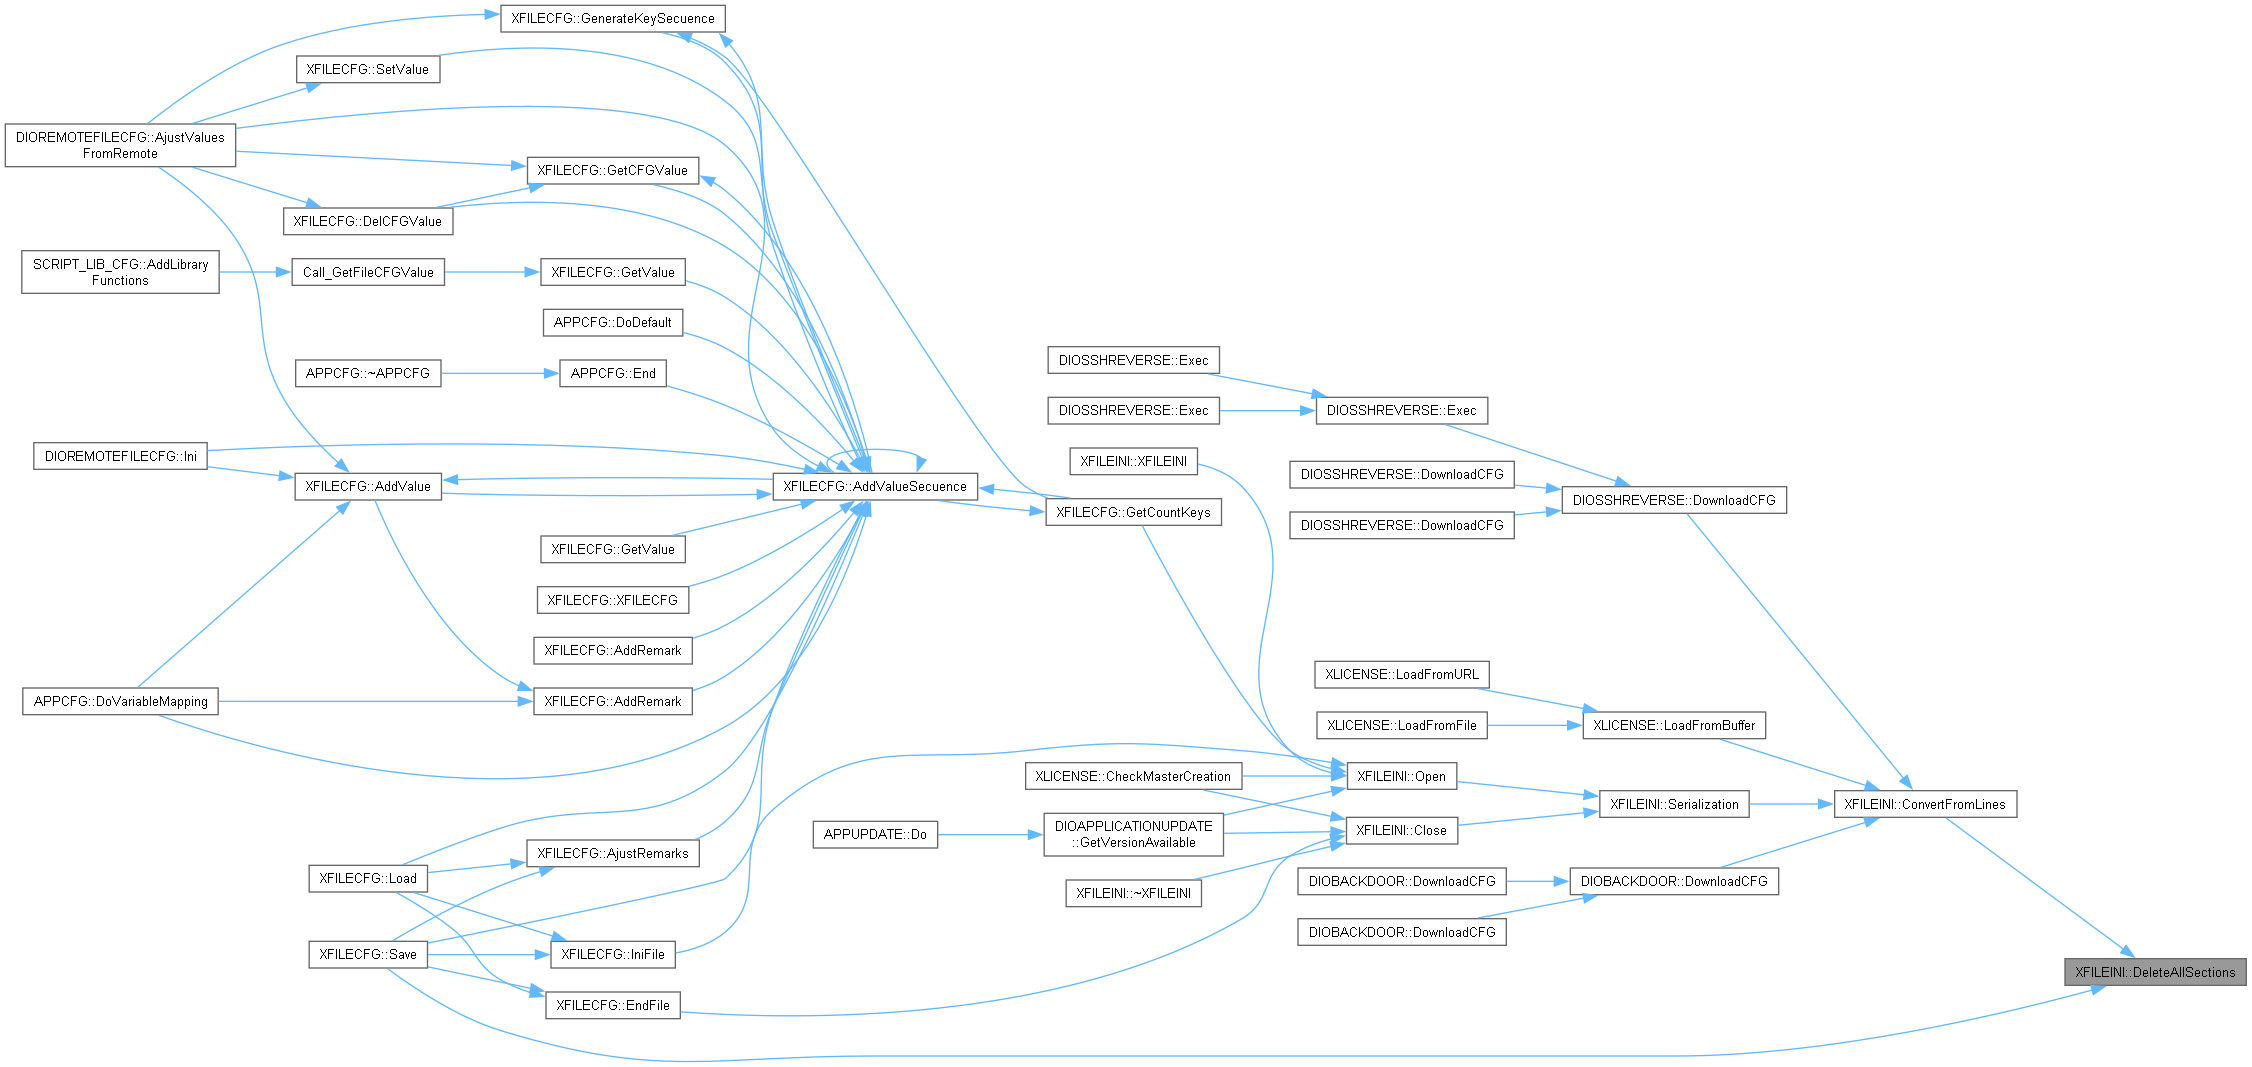 XFILECFG::GenerateKeySecuence
XFILECFG::SetValue
DIOREMOTEFILECFG::AjustValues
FromRemote
XFILECFG::GetCFGValue
XFILECFG::DelCFGValue
SCRIPT_LIB_CFG::AddLibrary
Functions
Call_GetFileCFGValue
XFILECFG::GetValue
APPCFG::DoDefault
APPCFG::~APPCFG
APPCFG::End
DIOSSHREVERSE::Exec
DIOSSHREVERSE::Exec
DIOSSHREVERSE::Exec
DIOREMOTEFILECFG::Ini
XFILEINI::XFILEINI
DIOSSHREVERSE::DownloadCFG
XFILECFG::AddValue
XFILECFG::AddValueSecuence
XFILECFG::GetCountKeys
DIOSSHREVERSE::DownloadCFG
DIOSSHREVERSE::DownloadCFG
XFILECFG::GetValue
XFILECFG::XFILECFG
XFILECFG::AddRemark
XLICENSE::LoadFromURL
APPCFG::DoVariableMapping
XFILECFG::AddRemark
XLICENSE::LoadFromFile
XLICENSE::LoadFromBuffer
XLICENSE::CheckMasterCreation
XFILEINI::Open
XFILEINI::Serialization
XFILEINI::ConvertFromLines
APPUPDATE::Do
DIOAPPLICATIONUPDATE
::GetVersionAvailable
XFILEINI::Close
XFILECFG::AjustRemarks
XFILECFG::Load
XFILEINI::~XFILEINI
DIOBACKDOOR::DownloadCFG
DIOBACKDOOR::DownloadCFG
DIOBACKDOOR::DownloadCFG
XFILECFG::Save
XFILECFG::IniFile
XFILEINI::DeleteAllSections
XFILECFG::EndFile